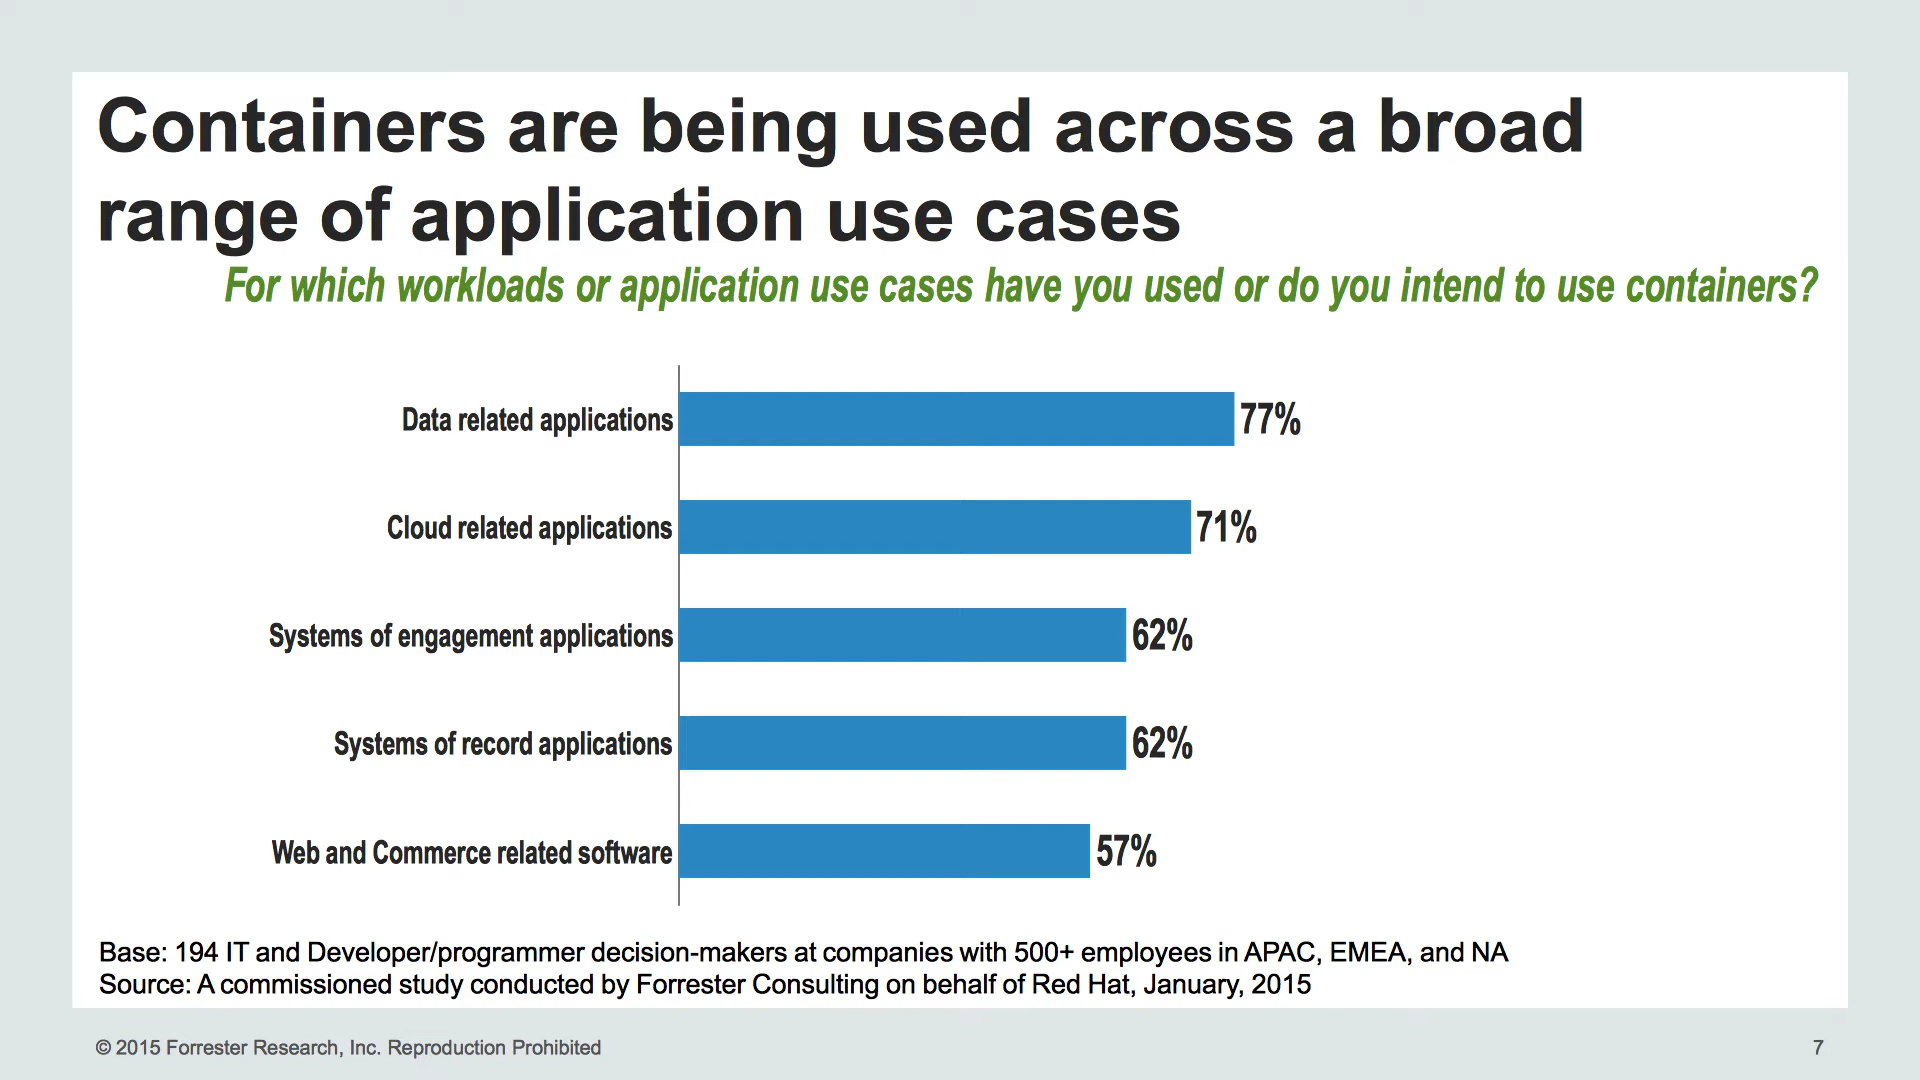 Containers are being used across a broad
range of application use cases
For which workloads or application use cases have you used or do you intend to use containers?
Data related applications 77%
Cloud related applications 71%
Systems of engagement applications 62%
Systems of record applications 62%
Web and Commerce related software 57%
Base: 194 IT and Developer/programmer decision-makers at companies with 500+ employees in APAC, EMEA, and NA
Source: A commissioned study conducted by Forrester Consulting on behalf of Red Hat, January, 2015
© 2015 Forrester Research, Inc. Reproduction Prohibited 7